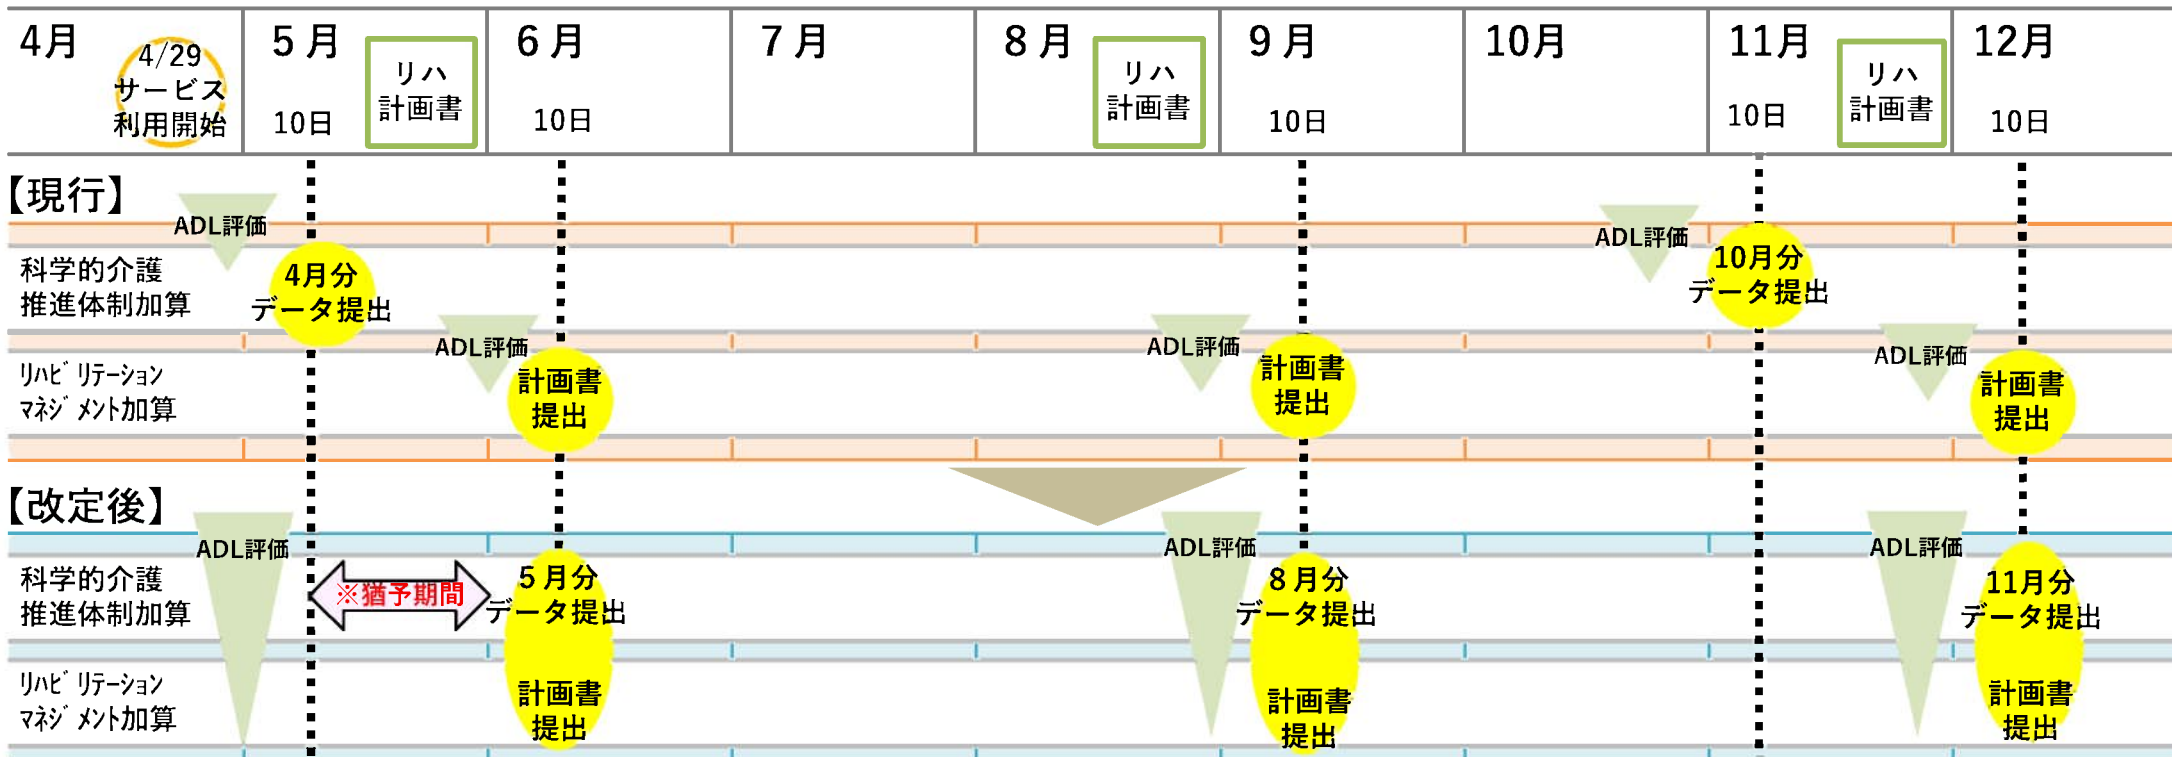 4月
4/29
サービス
利用開始
5月
10日
リハ
計画書
6月
10日
7月
8月
リハ
計画書
9月
10日
10月
11月
10日
リハ
計画書
12月
10日
【現行】
ADL評価
ADL評価
科学的介護
推進体制加算
4月分
データ提出
10月分
データ提出
ADL評価
ADL評価
ADL評価
リハビリテーション
マネジメント加算
計画書
提出
計画書
提出
計画書
提出
【改定後】
ADL評価
ADL評価
ADL評価
科学的介護
推進体制加算
※猶予期間
5月分
データ提出
8月分
データ提出
11月分
データ提出
リハビリテーション
マネジメント加算
計画書
提出
計画書
提出
計画書
提出